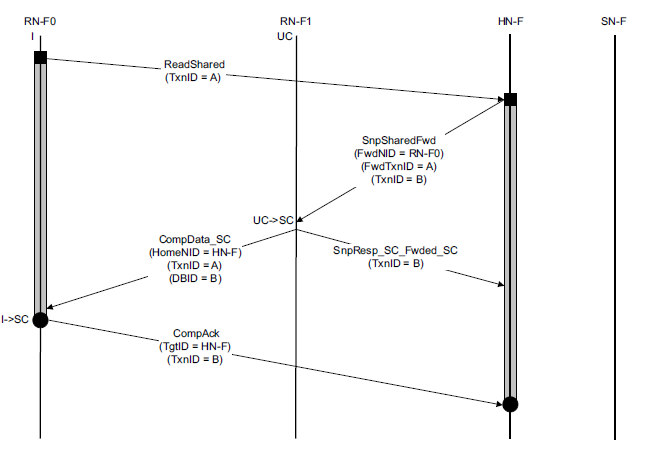 RN-F0
RN-F1
HN-F
SN-F
I
UC
ReadShared
(TxnID = A)
SnpSharedFwd
(FwdNID = RN-F0)
(FwdTxnID = A)
(TxnID = B)
UC->SC
CompData_SC
(HomeNID = HN-F)
(TxnID = A)
(DBID = B)
SnpResp_SC_Fwded_SC
(TxnID = B)
I->SC
CompAck
(TgtID = HN-F)
(TxnID = B)